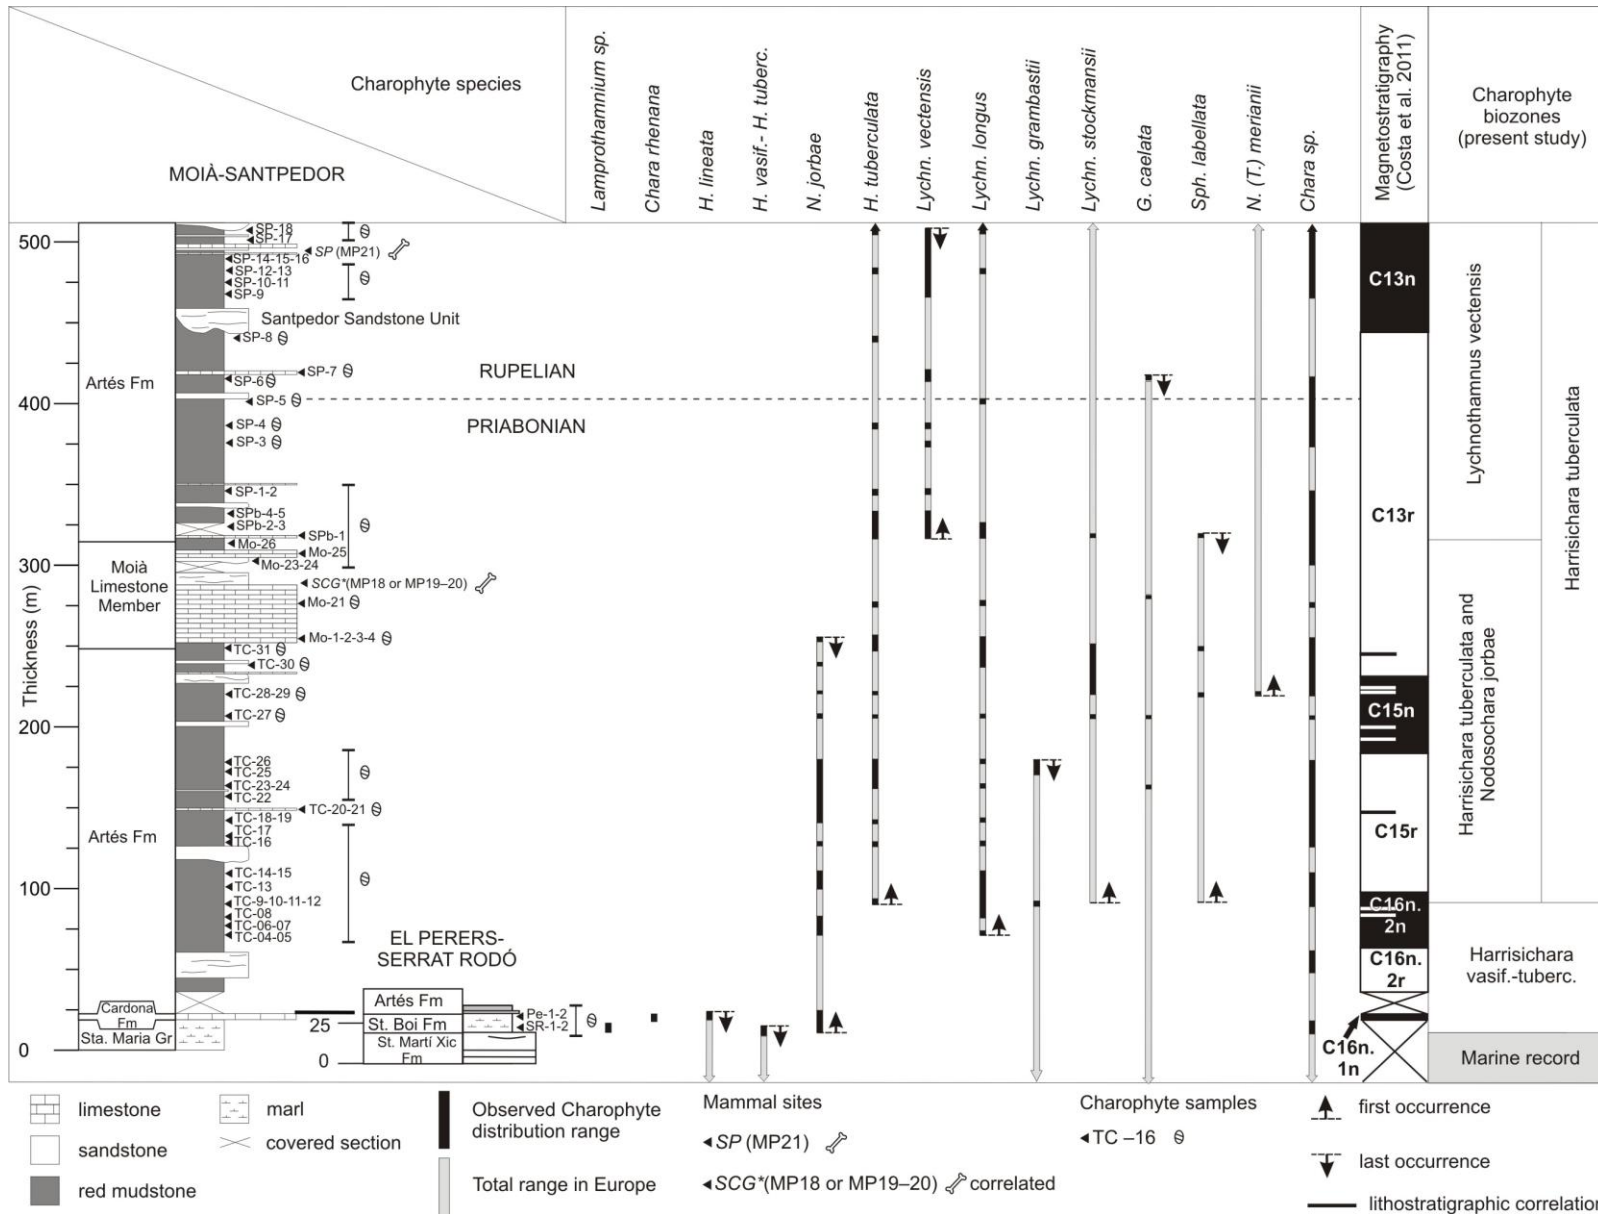 Charophyte species
MOIÀ-SANTPEDOR
Lamprothamnium sp.
Chara rhenana
H. lineata
H. vasif.- H. tuberc.
N. jorbae
H. tuberculata
Lychn. vectensis
Lychn. longus
Lychn. grambastii
Lychn. stockmansii
G. caelata
Sph. labellata
N. (T.) merianii
Chara sp.
Magnetostratigraphy
(Costa et al. 2011)
Charophyte
biozones
(present study)
Thickness (m)
500
400
300
200
100
0
Artés Fm
Moià
Limestone
Member
Artés Fm
Cardona
Fm
Sta. Maria Gr
SP-18
SP-17
SP (MP21)
SP-14-15-16
SP-12-13
SP-10-11
SP-9
Santpedor Sandstone Unit
SP-8
SP-7
SP-6
SP-5
SP-4
SP-3
SP-1-2
SPb-4-5
SPb-2-3
SPb-1
Mo-26
Mo-25
Mo-23-24
SCG*(MP18 or MP19–20)
Mo-21
Mo-1-2-3-4
TC-31
TC-30
TC-28-29
TC-27
TC-26
TC-25
TC-23-24
TC-22
TC-20-21
TC-18-19
TC-17
TC-16
TC-14-15
TC-13
TC-9-10-11-12
TC-08
TC-06-07
TC-04-05
RUPELIAN
PRIABONIAN
EL PERERS-
SERRAT RODÓ
Artés Fm
St. Boi Fm
St. Martí Xic
Fm
25
0
Pe-1-2
SR-1-2
C13n
C13r
C15n
C15r
C16n.
2n
C16n.
2r
C16n.
1n
Lychnothamnus vectensis
Harrisichara tuberculata and
Nodosochara jorbae
Harrisichara tuberculata
Harrisichara
vasif.-tuberc.
Marine record
limestone
sandstone
red mudstone
marl
covered section
Observed Charophyte
distribution range
Total range in Europe
Mammal sites
SP (MP21)
SCG*(MP18 or MP19–20) correlated
Charophyte samples
TC –16
first occurrence
last occurrence
lithostratigraphic correlation